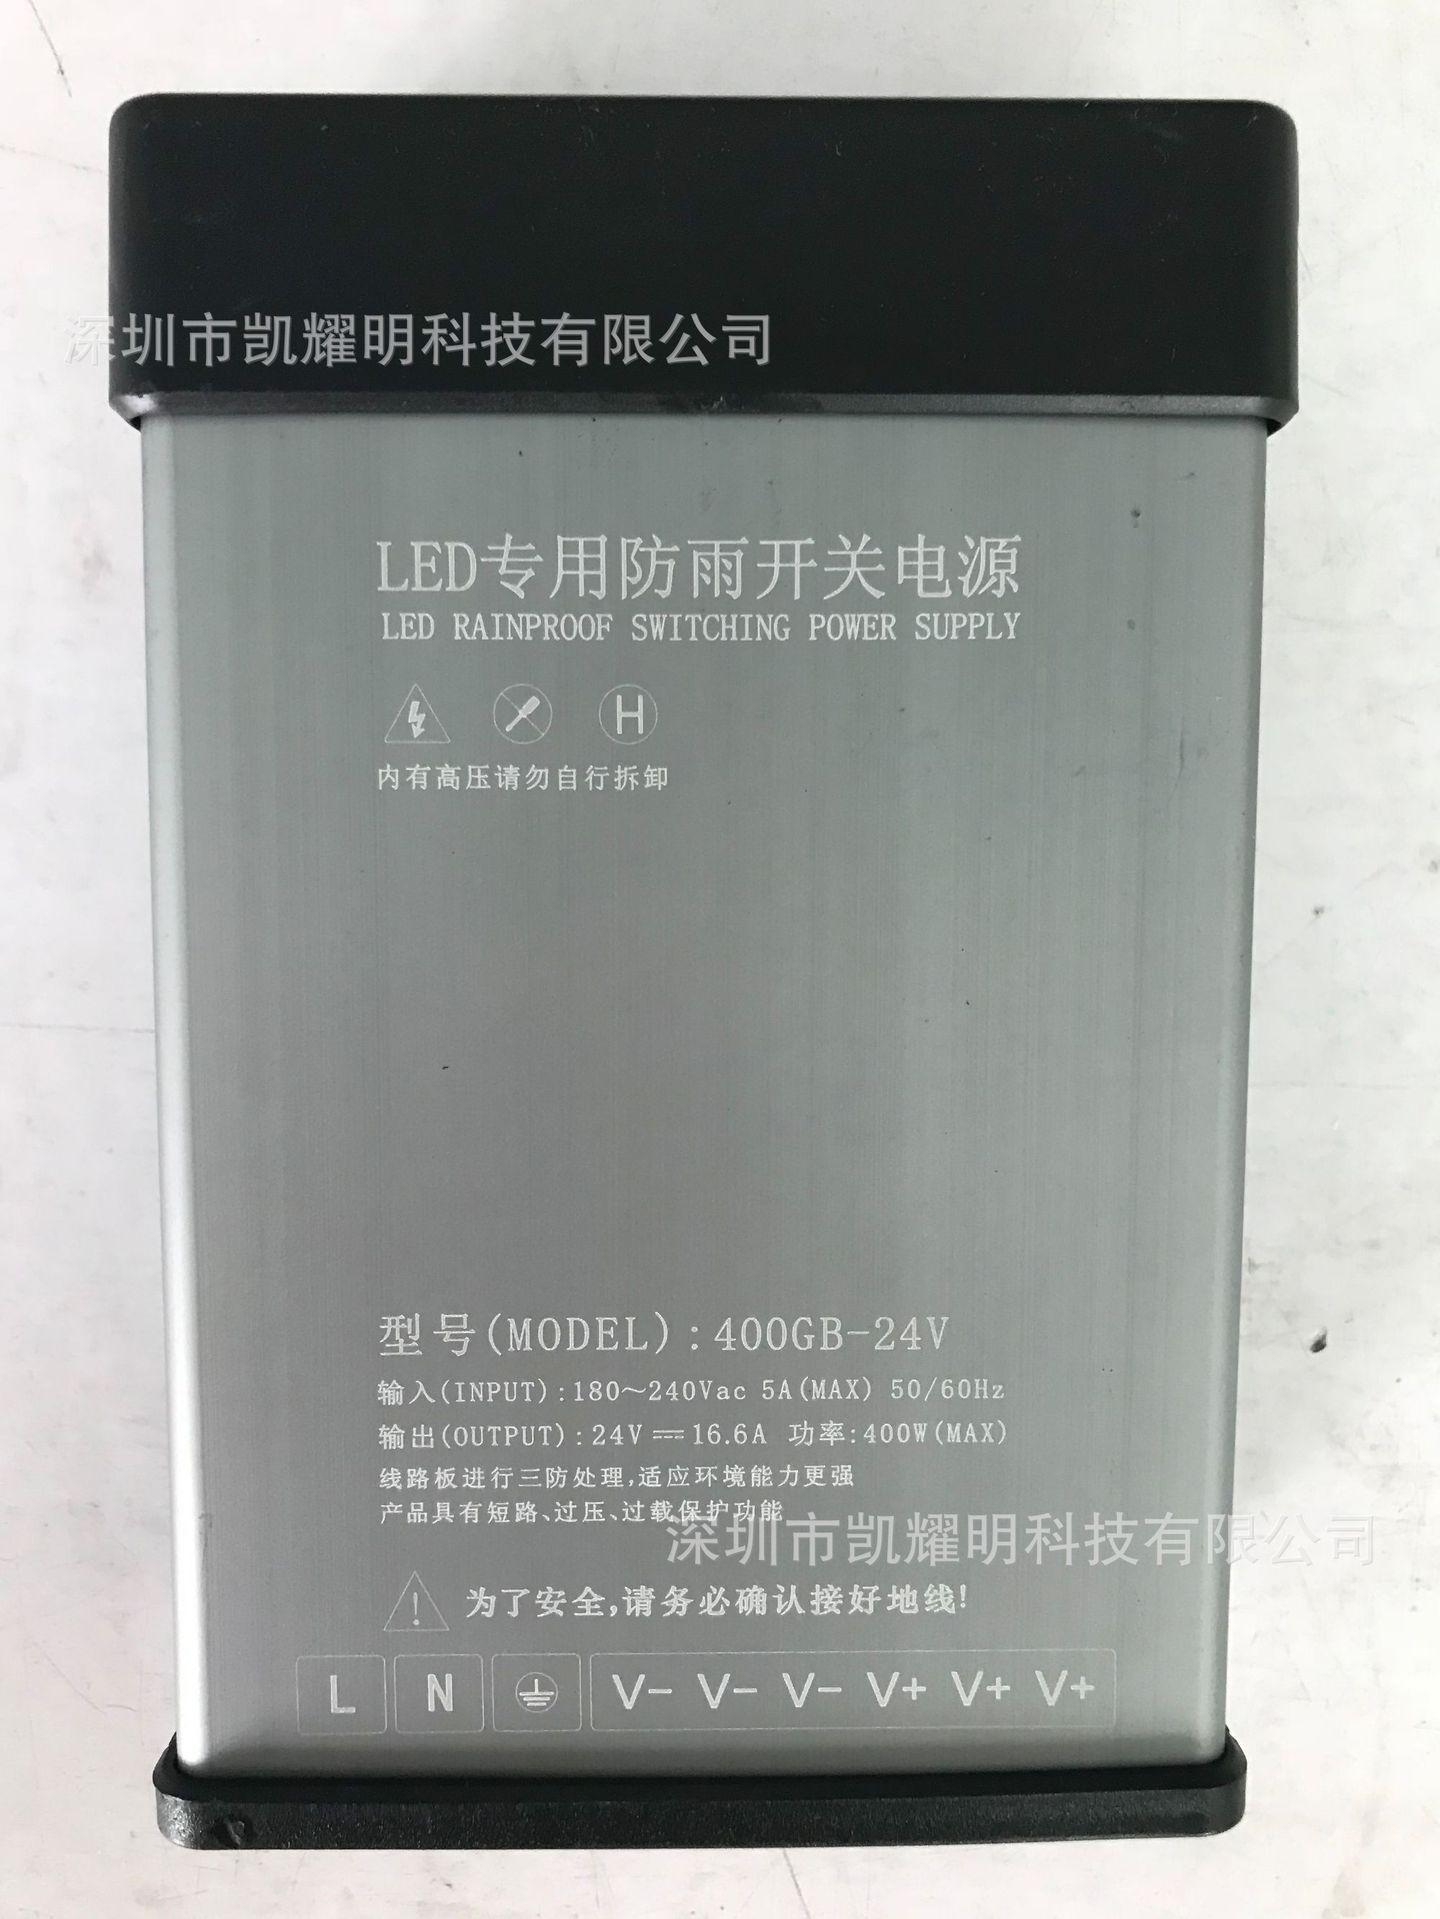 深圳市凯耀明科技有限公司
LED专用防雨开关电源
LED RAINPROOF SWITCHING POWER SUPPLY
H
内有高压请勿自行拆卸
型号(MODEL):400GB-24V
输入(INPUT):180~240Vac 5A(MAX) 50/60Hz
输出(OUTPUT):24V⎓16.6A 功率:400W(MAX)
线路板进行三防处理,适应环境能力更强
产品具有短路、过压、过载保护功能
深圳市凯耀明科技有限公司
为了安全,请务必确认接好地线!
L N V- V- V- V+ V+ V+